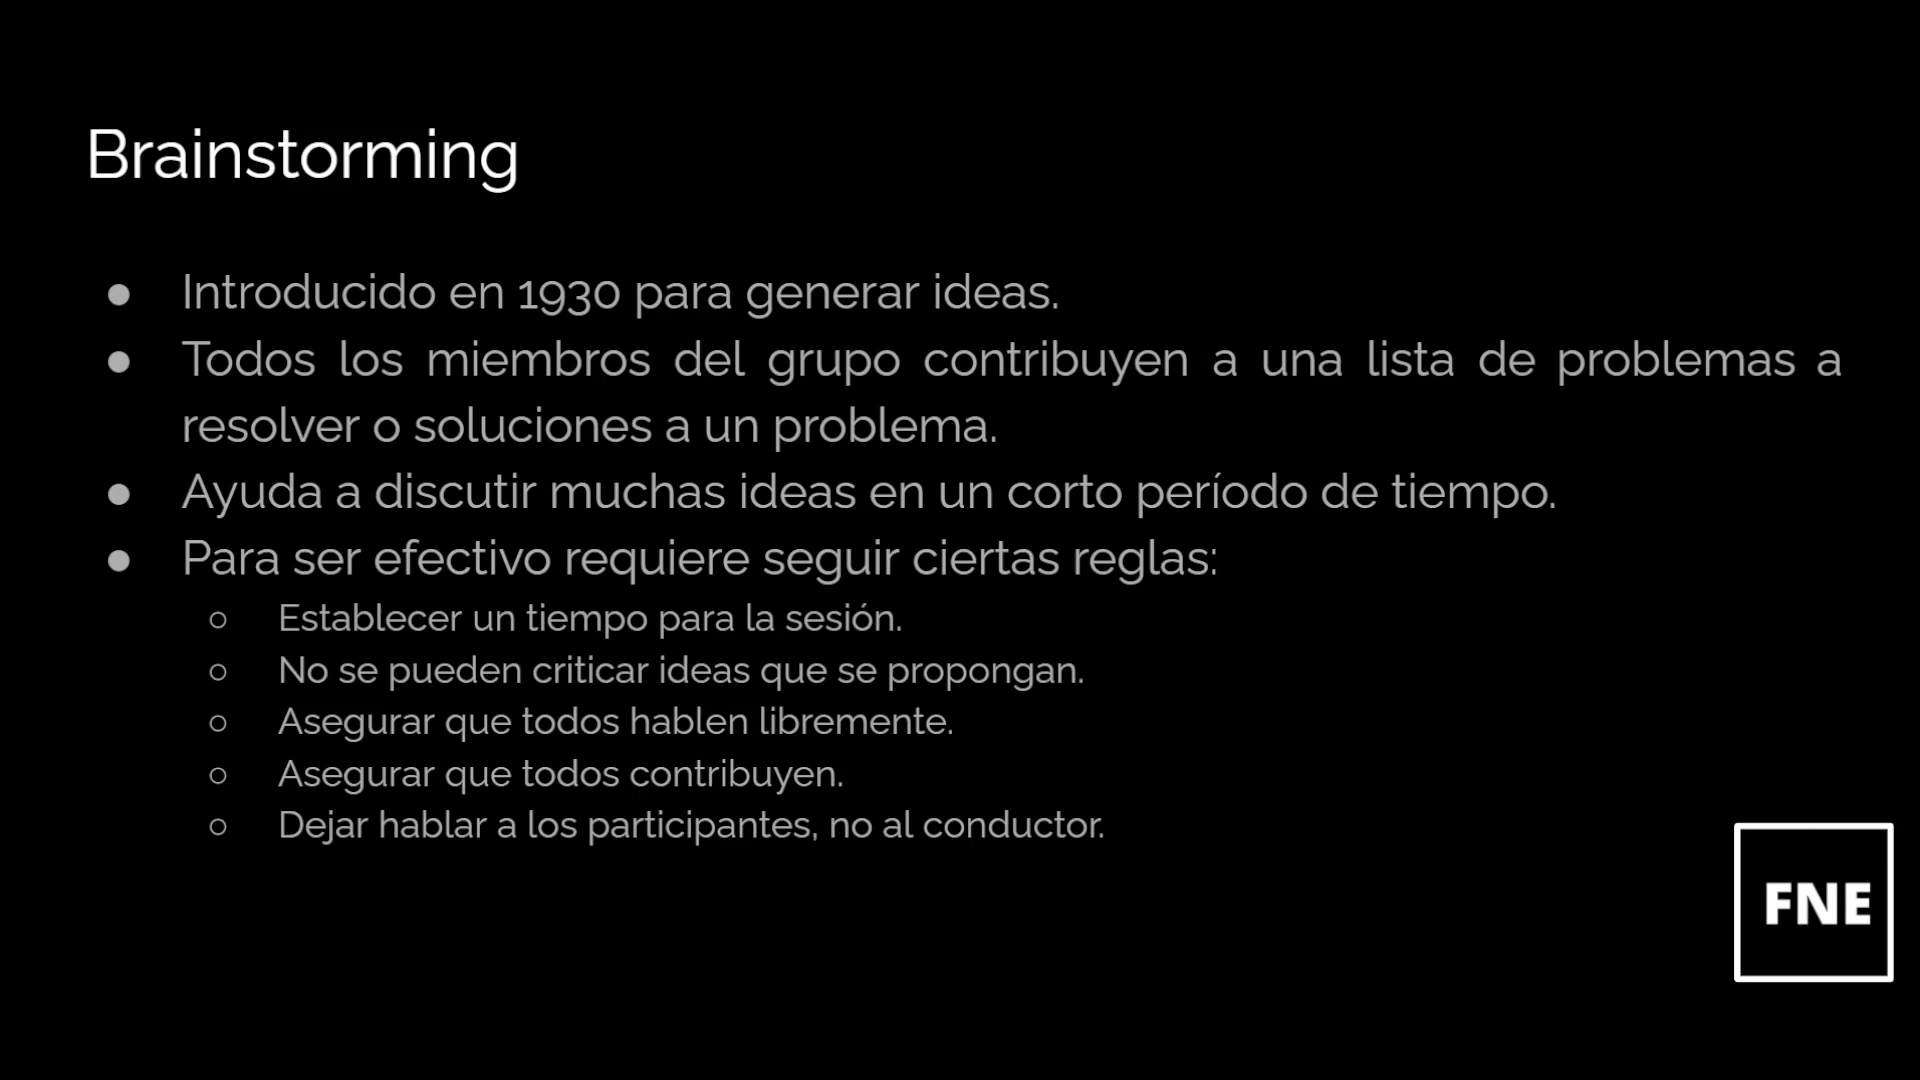 Brainstorming
● Introducido en 1930 para generar ideas.
● Todos los miembros del grupo contribuyen a una lista de problemas a
resolver o soluciones a un problema.
● Ayuda a discutir muchas ideas en un corto período de tiempo.
● Para ser efectivo requiere seguir ciertas reglas:
○ Establecer un tiempo para la sesión.
○ No se pueden criticar ideas que se propongan.
○ Asegurar que todos hablen libremente.
○ Asegurar que todos contribuyen.
○ Dejar hablar a los participantes, no al conductor.
FNE